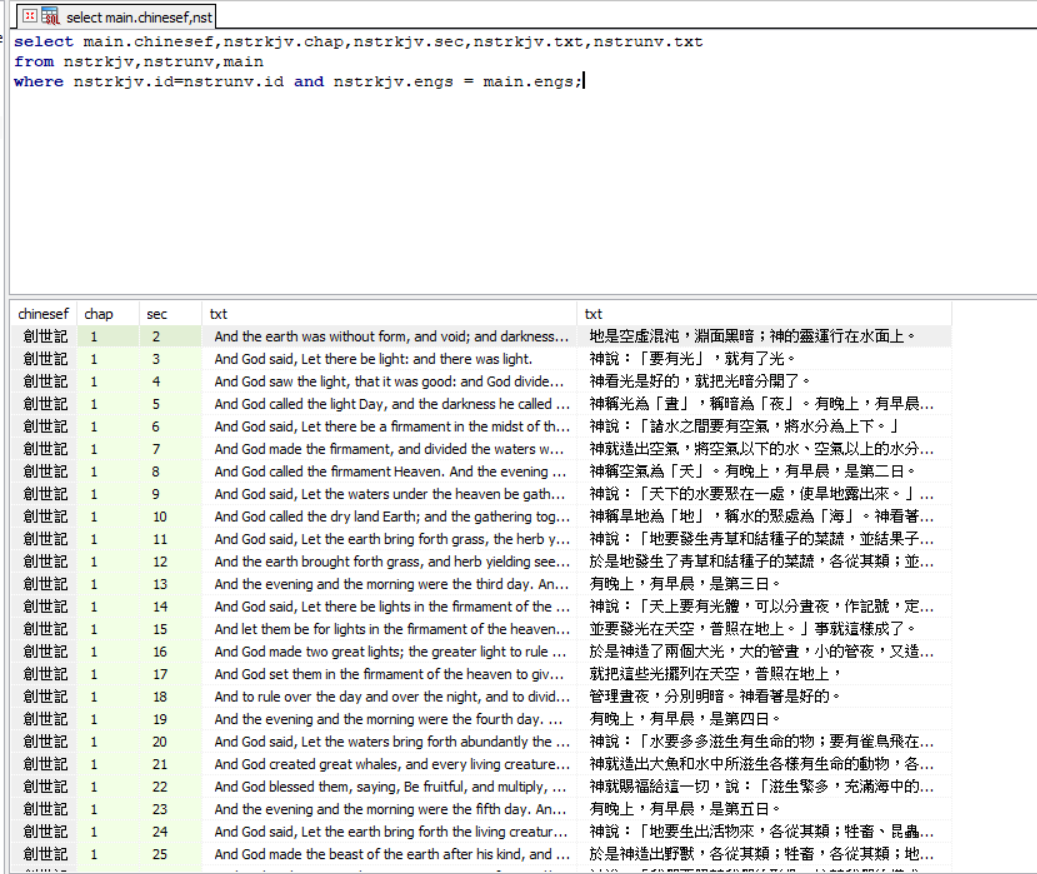 select main.chinesef,nst
select main.chinesef,nstrkjv.chap,nstrkjv.sec,nstrkjv.txt,nstrunv.txt
from nstrkjv,nstrunv,main
where nstrkjv.id=nstrunv.id and nstrkjv.engs = main.engs;
chinesef chap sec txt txt
創世記 1 2 And the earth was without form, and void; and darkness... 地是空虛混沌，淵面黑暗；神的靈運行在水面上。
創世記 1 3 And God said, Let there be light: and there was light. 神說：「要有光」，就有了光。
創世記 1 4 And God saw the light, that it was good: and God divide... 神看光是好的，就把光暗分開了。
創世記 1 5 And God called the light Day, and the darkness he called ... 神稱光為「晝」，稱暗為「夜」。有晚上，有早晨...
創世記 1 6 And God said, Let there be a firmament in the midst of th... 神說：「諸水之間要有空氣，將水分為上下。」
創世記 1 7 And God made the firmament, and divided the waters w... 神就造出空氣，將空氣以下的水、空氣以上的水分...
創世記 1 8 And God called the firmament Heaven. And the evening ... 神稱空氣為「天」。有晚上，有早晨，是第二日。
創世記 1 9 And God said, Let the waters under the heaven be gath... 神說：「天下的水要聚在一處，使旱地露出來。」...
創世記 1 10 And God called the dry land Earth; and the gathering tog... 神稱旱地為「地」，稱水的聚處為「海」。神看著...
創世記 1 11 And God said, Let the earth bring forth grass, the herb y... 神說：「地要發生青草和結種子的菜蔬，並結果子...
創世記 1 12 And the earth brought forth grass, and herb yielding see... 於是地發生了青草和結種子的菜蔬，各從其類；並...
創世記 1 13 And the evening and the morning were the third day. An... 有晚上，有早晨，是第三日。
創世記 1 14 And God said, Let there be lights in the firmament of the ... 神說：「天上要有光體，可以分晝夜，作記號，定...
創世記 1 15 And let them be for lights in the firmament of the heaven... 並要發光在天空，普照在地上。」事就這樣成了。
創世記 1 16 And God made two great lights; the greater light to rule ... 於是神造了兩個大光，大的管晝，小的管夜，又造...
創世記 1 17 And God set them in the firmament of the heaven to giv... 就把這些光擺列在天空，普照在地上，
創世記 1 18 And to rule over the day and over the night, and to divid... 管理晝夜，分別明暗。神看著是好的。
創世記 1 19 And the evening and the morning were the fourth day. ... 有晚上，有早晨，是第四日。
創世記 1 20 And God said, Let the waters bring forth abundantly the ... 神說：「水要多多滋生有生命的物；要有雀鳥飛在...
創世記 1 21 And God created great whales, and every living creature... 神就造出大魚和水中所滋生各樣有生命的動物，各...
創世記 1 22 And God blessed them, saying, Be fruitful, and multiply, ... 神就賜福給這一切，說：「滋生繁多，充滿海中的...
創世記 1 23 And the evening and the morning were the fifth day. An... 有晚上，有早晨，是第五日。
創世記 1 24 And God said, Let the earth bring forth the living creatur... 神說：「地要生出活物來，各從其類；牲畜、昆蟲...
創世記 1 25 And God made the beast of the earth after his kind, and ... 於是神造出野獸，各從其類；牲畜，各從其類；地...